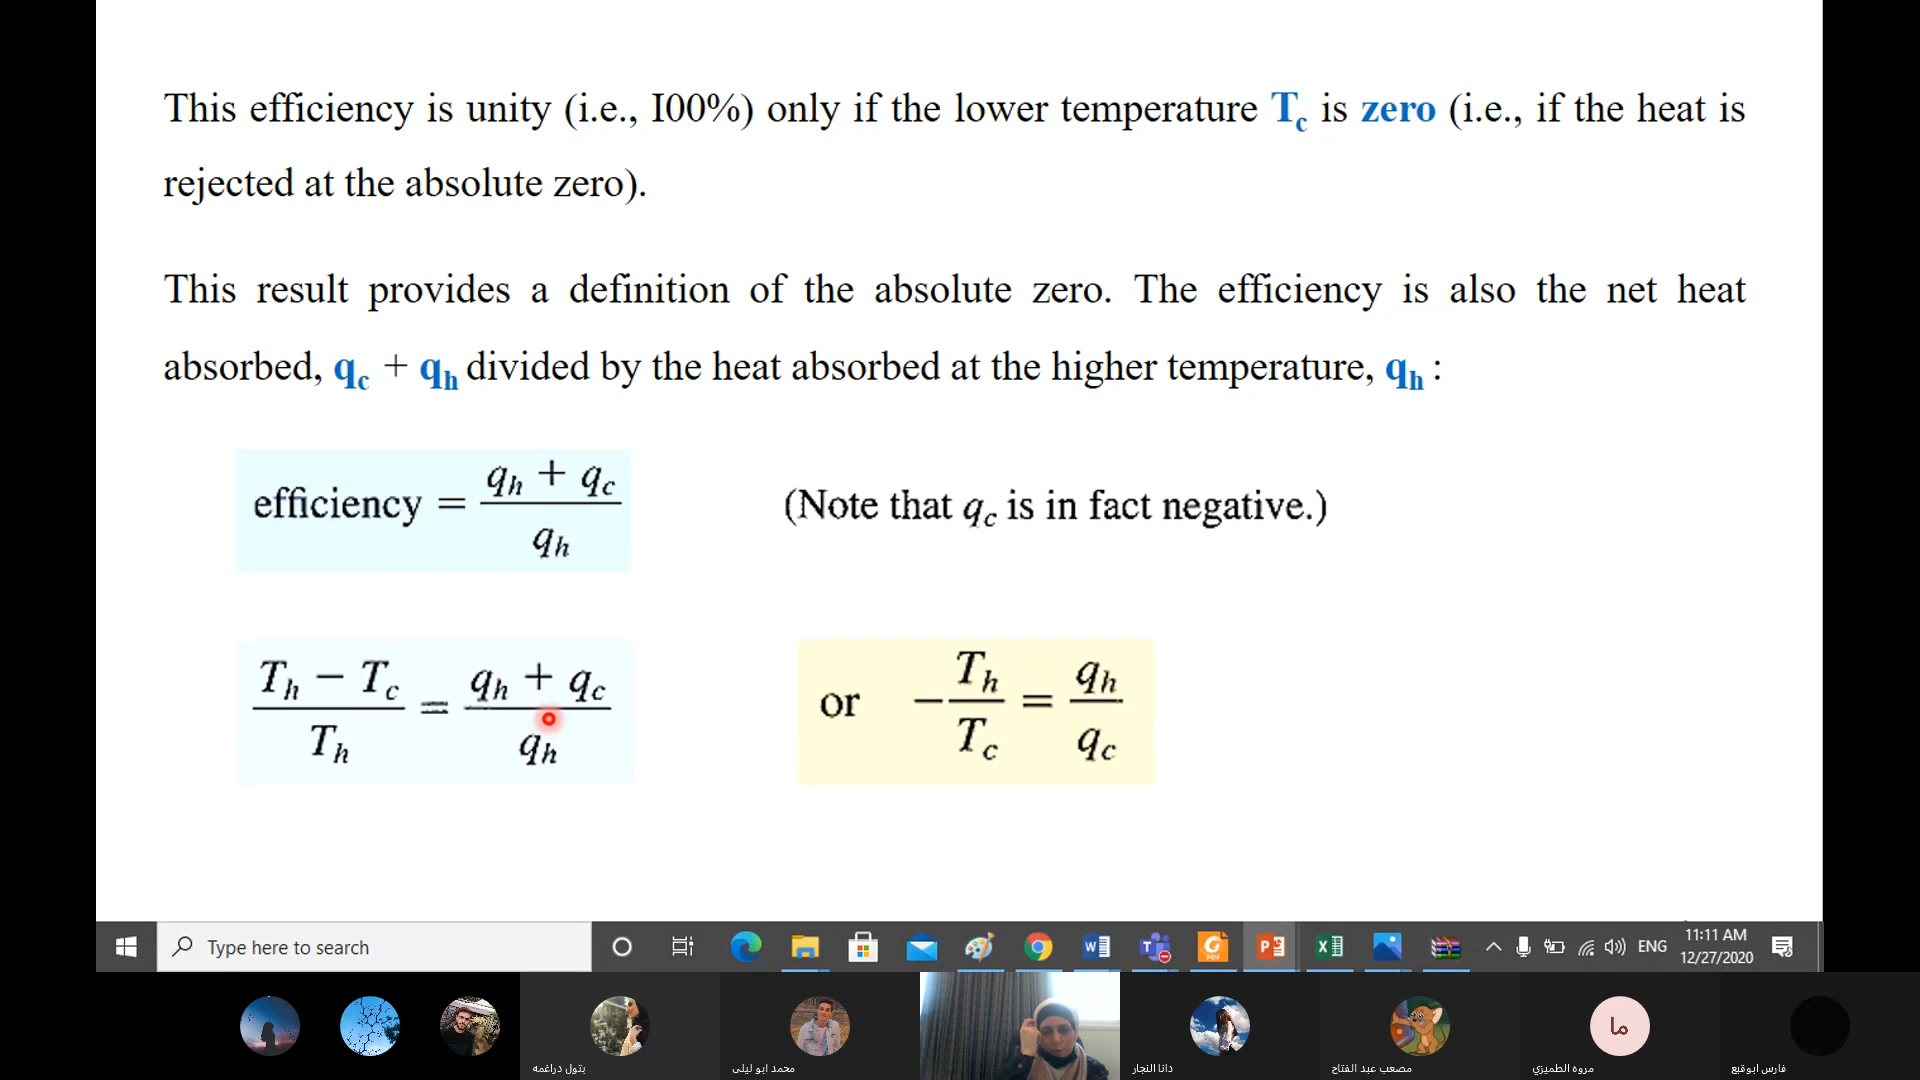 This efficiency is unity (i.e., I00%) only if the lower temperature Tc is zero (i.e., if the heat is
rejected at the absolute zero).
This result provides a definition of the absolute zero. The efficiency is also the net heat
absorbed, qc + qh divided by the heat absorbed at the higher temperature, qh :
efficiency = (qh + qc) / qh
(Note that qc is in fact negative.)
(Th − Tc) / Th = (qh + qc) / qh
or − Th / Tc = qh / qc
Type here to search
ENG
11:11 AM
12/27/2020
ما
بتول دراغمه
محمد ابو ليلى
دانا النجار
مصعب عبد الفتاح
مروه الطميزي
فارس ابوقبع